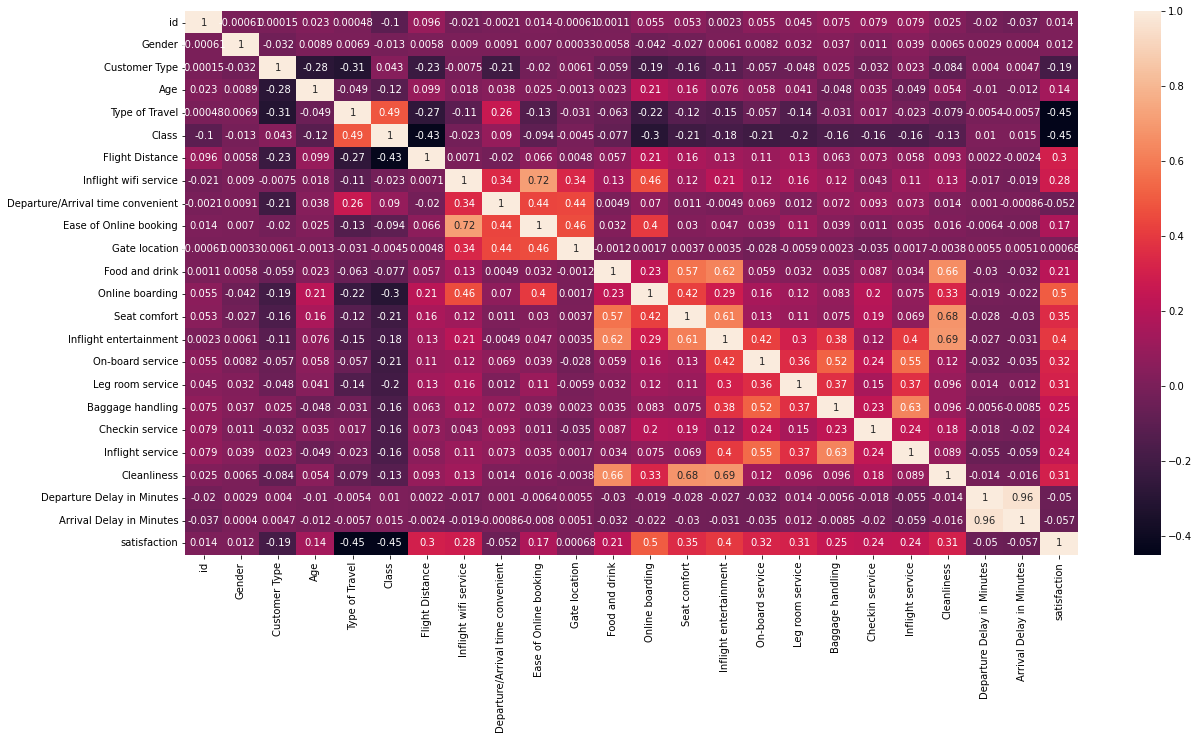 id 1 0.00061 0.00015 0.023 0.00048 -0.1 0.096 -0.021 -0.0021 0.014 -0.00061 0.0011 0.055 0.053 0.0023 0.055 0.045 0.075 0.079 0.079 0.025 -0.02 -0.037 0.014
Gender 0.00061 1 -0.032 0.0089 0.0069 -0.013 0.0058 0.009 0.0091 0.007 0.00033 0.0058 -0.042 -0.027 0.0061 0.0082 0.032 0.037 0.011 0.039 0.0065 0.0029 0.0004 0.012
Customer Type 0.00015 -0.032 1 -0.28 -0.31 0.043 -0.23 -0.0075 -0.21 -0.02 0.0061 -0.059 -0.19 -0.16 -0.11 -0.057 -0.048 0.025 -0.032 0.023 -0.084 0.004 0.0047 -0.19
Age 0.023 0.0089 -0.28 1 -0.049 -0.12 0.099 0.018 0.038 0.025 -0.0013 0.023 0.21 0.16 0.076 0.058 0.041 -0.048 0.035 -0.049 0.054 -0.01 -0.012 0.14
Type of Travel 0.00048 0.0069 -0.31 -0.049 1 0.49 -0.27 -0.11 0.26 -0.13 -0.031 -0.063 -0.22 -0.12 -0.15 -0.057 -0.14 -0.031 0.017 -0.023 -0.079 -0.0054 -0.0057 -0.45
Class -0.1 -0.013 0.043 -0.12 0.49 1 -0.43 -0.023 0.09 -0.094 -0.0045 -0.077 -0.3 -0.21 -0.18 -0.21 -0.2 -0.16 -0.16 -0.16 -0.13 0.01 0.015 -0.45
Flight Distance 0.096 0.0058 -0.23 0.099 -0.27 -0.43 1 0.0071 -0.02 0.066 0.0048 0.057 0.21 0.16 0.13 0.11 0.13 0.063 0.073 0.058 0.093 0.0022 -0.0024 0.3
Inflight wifi service -0.021 0.009 -0.0075 0.018 -0.11 -0.023 0.0071 1 0.34 0.72 0.34 0.13 0.46 0.12 0.21 0.12 0.16 0.12 0.043 0.11 0.13 -0.017 -0.019 0.28
Departure/Arrival time convenient -0.0021 0.0091 -0.21 0.038 0.26 0.09 -0.02 0.34 1 0.44 0.44 0.0049 0.07 0.011 -0.0049 0.069 0.012 0.072 0.093 0.073 0.014 0.001 -0.00086 -0.052
Ease of Online booking 0.014 0.007 -0.02 0.025 -0.13 -0.094 0.066 0.72 0.44 1 0.46 0.032 0.4 0.03 0.047 0.039 0.11 0.039 0.011 0.035 0.016 -0.0064 -0.008 0.17
Gate location -0.00061 0.00033 0.0061 -0.0013 -0.031 -0.0045 0.0048 0.34 0.44 0.46 1 -0.0012 0.0017 0.0037 0.0035 -0.028 -0.0059 0.0023 -0.035 0.0017 -0.0038 0.0055 0.0051 0.00068
Food and drink 0.0011 0.0058 -0.059 0.023 -0.063 -0.077 0.057 0.13 0.0049 0.032 -0.0012 1 0.23 0.57 0.62 0.059 0.032 0.035 0.087 0.034 0.66 -0.03 -0.032 0.21
Online boarding 0.055 -0.042 -0.19 0.21 -0.22 -0.3 0.21 0.46 0.07 0.4 0.0017 0.23 1 0.42 0.29 0.16 0.12 0.083 0.2 0.075 0.33 -0.019 -0.022 0.5
Seat comfort 0.053 -0.027 -0.16 0.16 -0.12 -0.21 0.16 0.12 0.011 0.03 0.0037 0.57 0.42 1 0.61 0.13 0.11 0.075 0.19 0.069 0.68 -0.028 -0.03 0.35
Inflight entertainment 0.0023 0.0061 -0.11 0.076 -0.15 -0.18 0.13 0.21 -0.0049 0.047 0.0035 0.62 0.29 0.61 1 0.42 0.3 0.38 0.12 0.4 0.69 -0.027 -0.031 0.4
On-board service 0.055 0.0082 -0.057 0.058 -0.057 -0.21 0.11 0.12 0.069 0.039 -0.028 0.059 0.16 0.13 0.42 1 0.36 0.52 0.24 0.55 0.12 -0.032 -0.035 0.32
Leg room service 0.045 0.032 -0.048 0.041 -0.14 -0.2 0.13 0.16 0.012 0.11 -0.0059 0.032 0.12 0.11 0.3 0.36 1 0.37 0.15 0.37 0.096 0.014 0.012 0.31
Baggage handling 0.075 0.037 0.025 -0.048 -0.031 -0.16 0.063 0.12 0.072 0.039 0.0023 0.035 0.083 0.075 0.38 0.52 0.37 1 0.23 0.63 0.096 -0.0056 -0.0085 0.25
Checkin service 0.079 0.011 -0.032 0.035 0.017 -0.16 0.073 0.043 0.093 0.011 -0.035 0.087 0.2 0.19 0.12 0.24 0.15 0.23 1 0.24 0.18 -0.018 -0.02 0.24
Inflight service 0.079 0.039 0.023 -0.049 -0.023 -0.16 0.058 0.11 0.073 0.035 0.0017 0.034 0.075 0.069 0.4 0.55 0.37 0.63 0.24 1 0.089 -0.055 -0.059 0.24
Cleanliness 0.025 0.0065 -0.084 0.054 -0.079 -0.13 0.093 0.13 0.014 0.016 -0.0038 0.66 0.33 0.68 0.69 0.12 0.096 0.096 0.18 0.089 1 -0.014 -0.016 0.31
Departure Delay in Minutes -0.02 0.0029 0.004 -0.01 -0.0054 0.01 0.0022 -0.017 0.001 -0.0064 0.0055 -0.03 -0.019 -0.028 -0.027 -0.032 0.014 -0.0056 -0.018 -0.055 -0.014 1 0.96 -0.05
Arrival Delay in Minutes -0.037 0.0004 0.0047 -0.012 -0.0057 0.015 -0.0024 -0.019 -0.00086 -0.008 0.0051 -0.032 -0.022 -0.03 -0.031 -0.035 0.012 -0.0085 -0.02 -0.059 -0.016 0.96 1 -0.057
satisfaction 0.014 0.012 -0.19 0.14 -0.45 -0.45 0.3 0.28 -0.052 0.17 0.00068 0.21 0.5 0.35 0.4 0.32 0.31 0.25 0.24 0.24 0.31 -0.05 -0.057 1
id
Gender
Customer Type
Age
Type of Travel
Class
Flight Distance
Inflight wifi service
Departure/Arrival time convenient
Ease of Online booking
Gate location
Food and drink
Online boarding
Seat comfort
Inflight entertainment
On-board service
Leg room service
Baggage handling
Checkin service
Inflight service
Cleanliness
Departure Delay in Minutes
Arrival Delay in Minutes
satisfaction
1.0
0.8
0.6
0.4
0.2
0.0
−0.2
−0.4